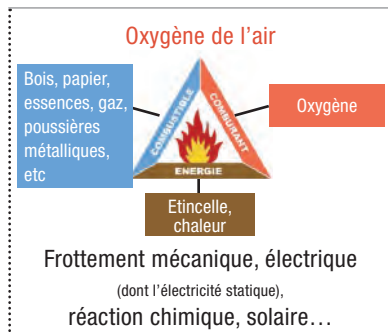 Oxygène de l'air
Bois, papier,
essences, gaz,
poussières
métalliques,
etc
COMBUSTIBLE
COMBURANT
Oxygène
ENERGIE
Etincelle,
chaleur
Frottement mécanique, électrique
(dont l'électricité statique),
réaction chimique, solaire…